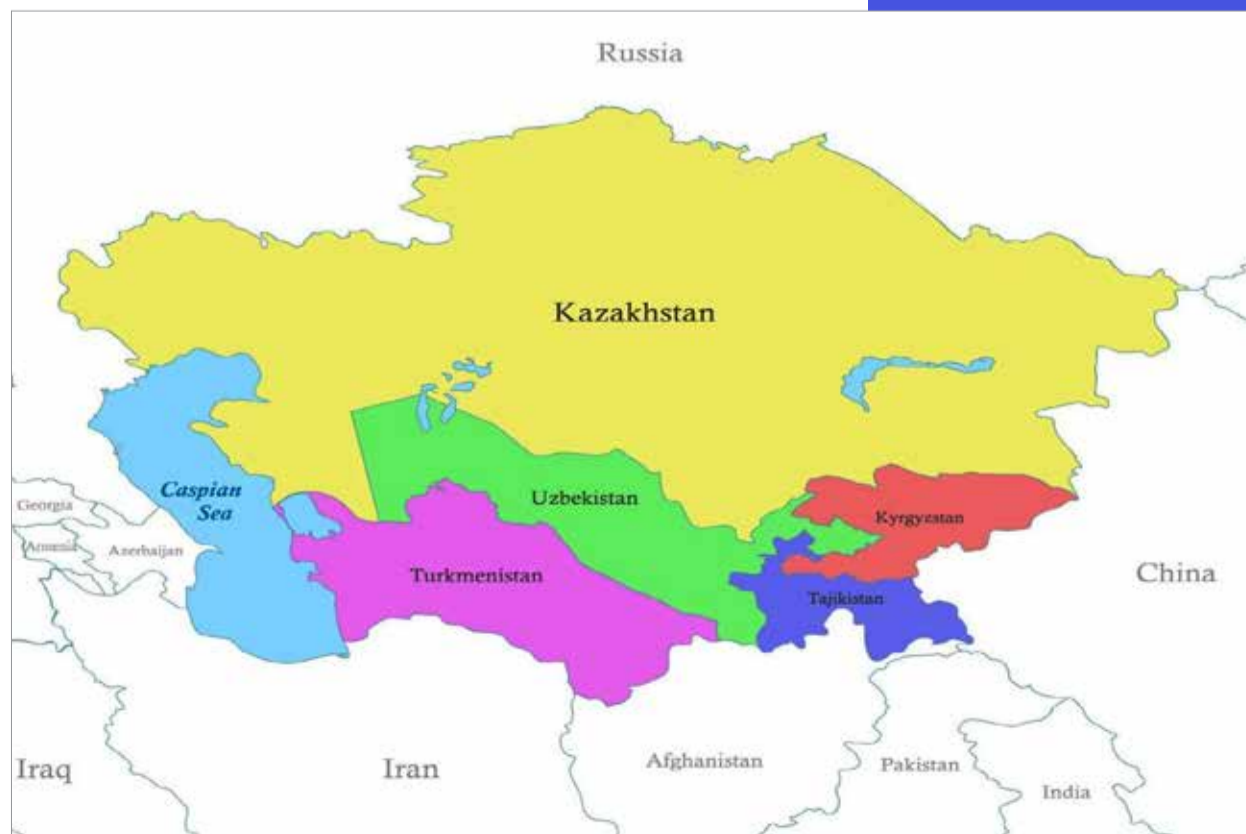 Russia
Kazakhstan
Caspian
Sea
Uzbekistan
Georgia
Kyrgyzstan
Armenia
Azerbaijan
Turkmenistan
China
Tajikistan
Iraq
Iran
Afghanistan
Pakistan
India